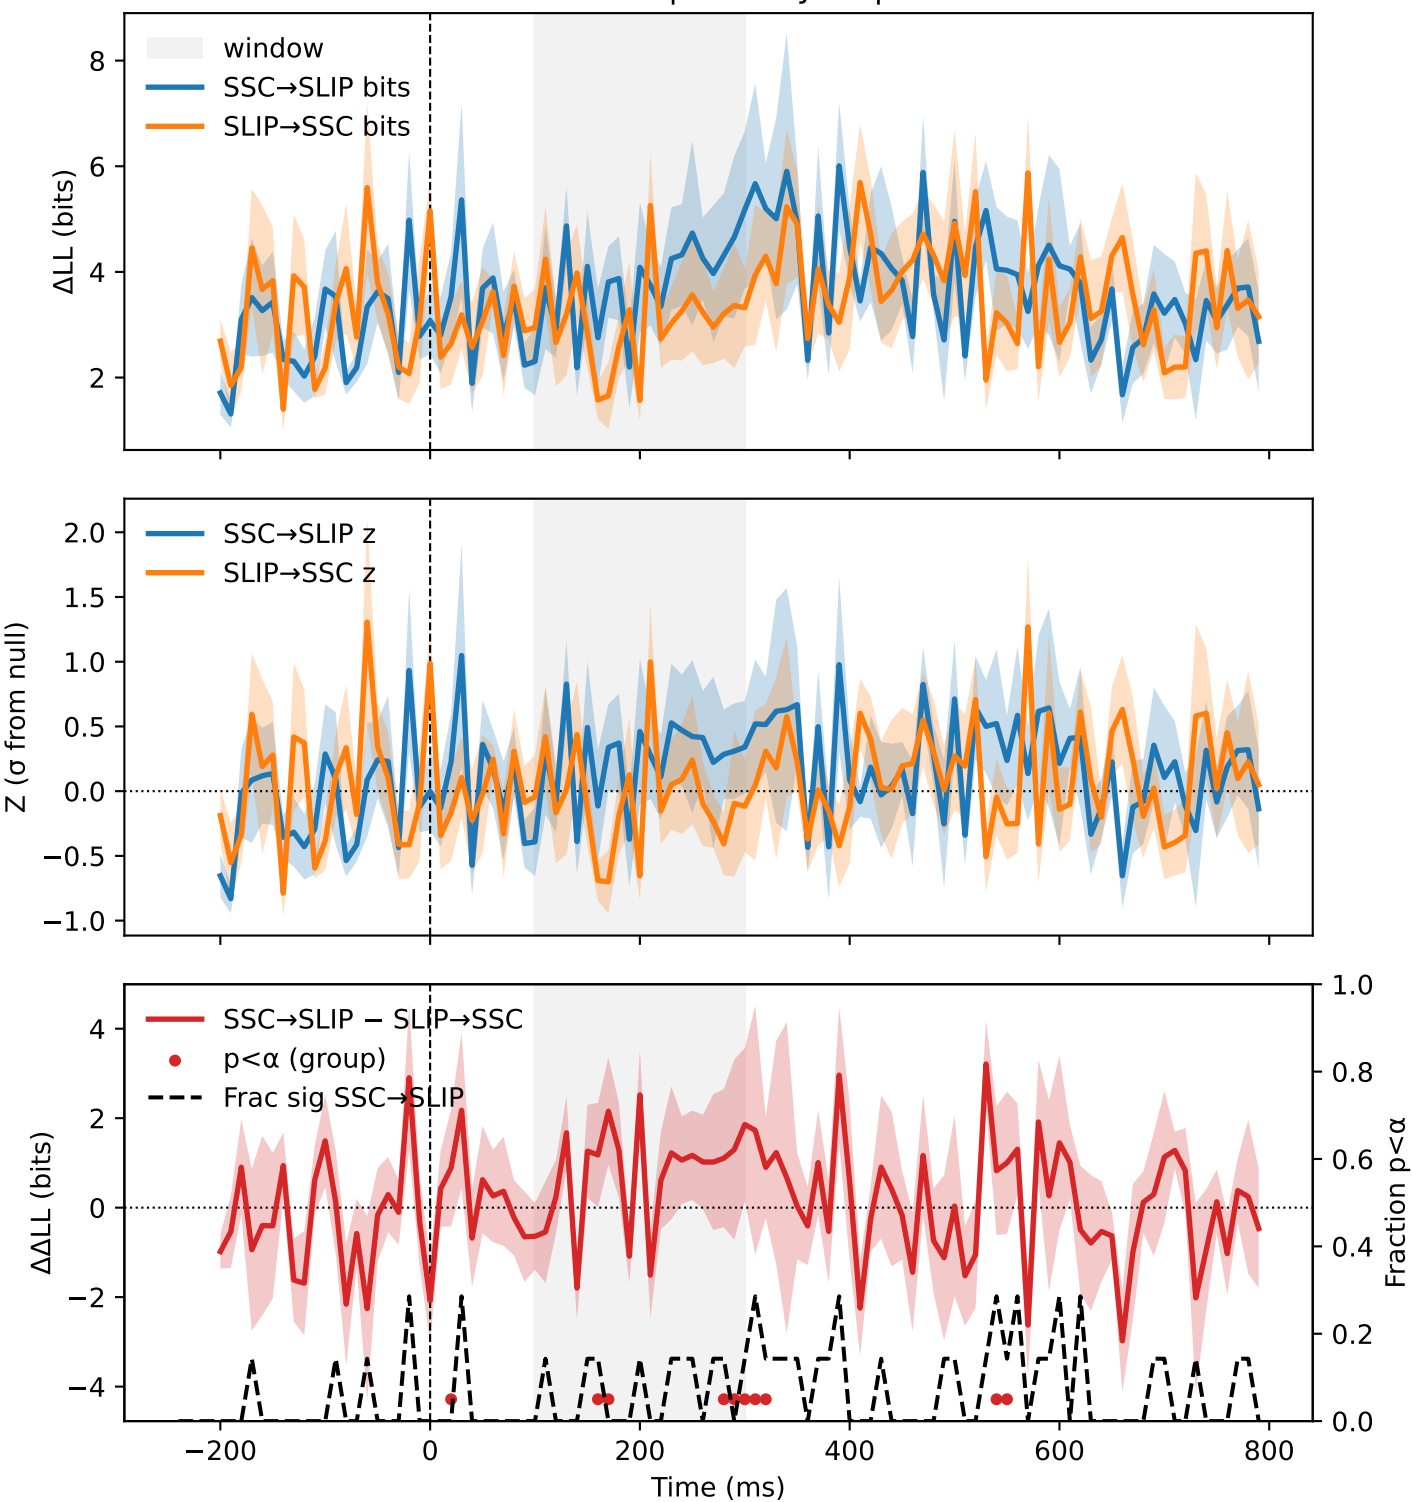 8
6
4
2
ΔLL (bits)
window
SSC→SLIP bits
SLIP→SSC bits
2.0
1.5
1.0
0.5
0.0
−0.5
−1.0
Z (σ from null)
SSC→SLIP z
SLIP→SSC z
4
2
0
−2
−4
ΔΔLL (bits)
SSC→SLIP − SLIP→SSC
p<α (group)
Frac sig SSC→SLIP
1.0
0.8
0.6
0.4
0.2
0.0
Fraction p<α
−200
0
200
400
600
800
Time (ms)